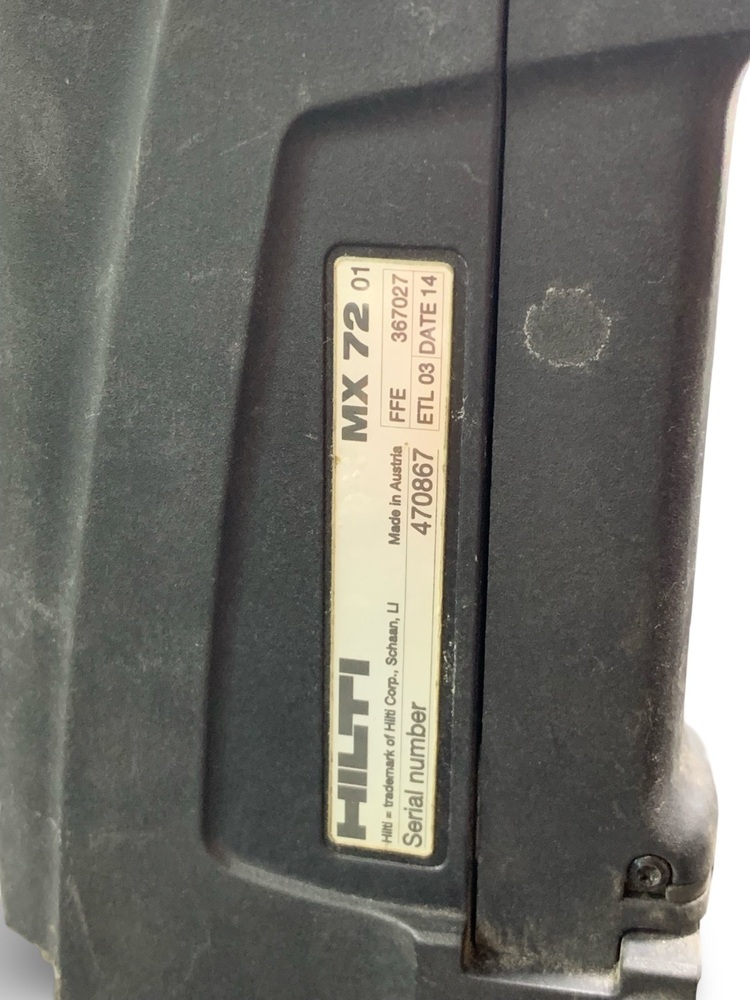 HILTI MX 72 01
Hilti = trademark of Hilti Corp., Schaan, LI Made in Austria
Serial number 470867
FFE 367027
ETL 03 DATE 14